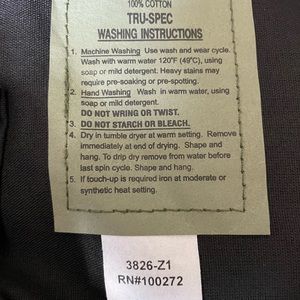 100% COTTON
TRU-SPEC
WASHING INSTRUCTIONS
1. Machine Washing Use wash and wear cycle.
Wash with warm water 120°F (49°C), using
soap or mild detergent. Heavy stains may
require pre-soaking or pre-spotting.
2. Hand Washing Wash in warm water, using
soap or mild detergent.
DO NOT WRING OR TWIST.
3. DO NOT STARCH OR BLEACH.
4. Dry in tumble dryer at warm setting. Remove
immediately at end of drying. Shape and
hang. To drip dry remove from water before
last spin cycle. Shape and hang.
5. If touch-up is required iron at moderate or
synthetic heat setting.
3826-Z1
RN#100272